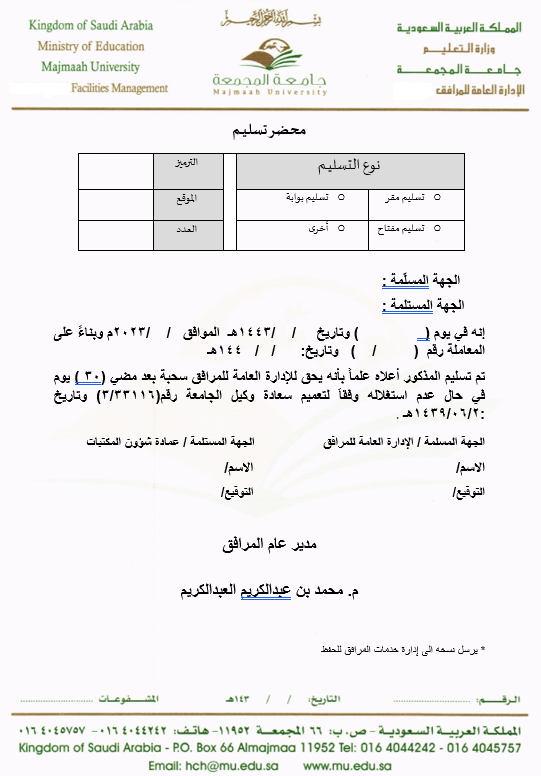 Kingdom of Saudi Arabia
Ministry of Education
Majmaah University
Facilities Management
بسم الله الرحمن الرحيم
جامعة المجمعة
Majmaah University
المملكة العربية السعودية
وزارة التعليم
جامعة المجمعة
الإدارة العامة للمرافق
محضر تسليم
نوع التسليم الترميز
○ تسليم مقر ○ تسليم بوابة الموقع
○ تسليم مفتاح ○ أخرى العدد
الجهة المسلّمة :
الجهة المستلمة :
إنه في يوم ( ) وتاريخ / /١٤٤٣هـ الموافق / /٢٠٢٣م وبناءً على
المعاملة رقم ( / ) وتاريخ: / / ١٤٤هـ
تم تسليم المذكور أعلاه علماً بأنه يحق للإدارة العامة للمرافق سحبة بعد مضي (٣٠ ) يوم
في حال عدم استغلاله وفقاً لتعميم سعادة وكيل الجامعة رقم(٣/٣٣١١٦) وتاريخ
:١٤٣٩/٠٦/٢هـ .
الجهة المسلمة / الإدارة العامة للمرافق الجهة المستلمة / عمادة شؤون المكتبات
الاسم/ الاسم/
التوقيع/ التوقيع/
مدير عام المرافق
م. محمد بن عبدالكريم العبدالكريم
* يرسل نسخه الى إدارة خدمات المرافق للحفظ
الرقـم: ........................ التاريخ: / / ١٤٣هـ المشفـوعـات ........................
المملكة العربية السعودية - ص.ب: ٦٦ المجمعة ١١٩٥٢- هاتف: ٠١٦٤٠٤٤٢٤٢ - ٠١٦٤٠٤٥٧٥٧
Kingdom of Saudi Arabia - P.O. Box 66 Almajmaa 11952 Tel: 016 4044242 - 016 4045757
Email: hch@mu.edu.sa www.mu.edu.sa